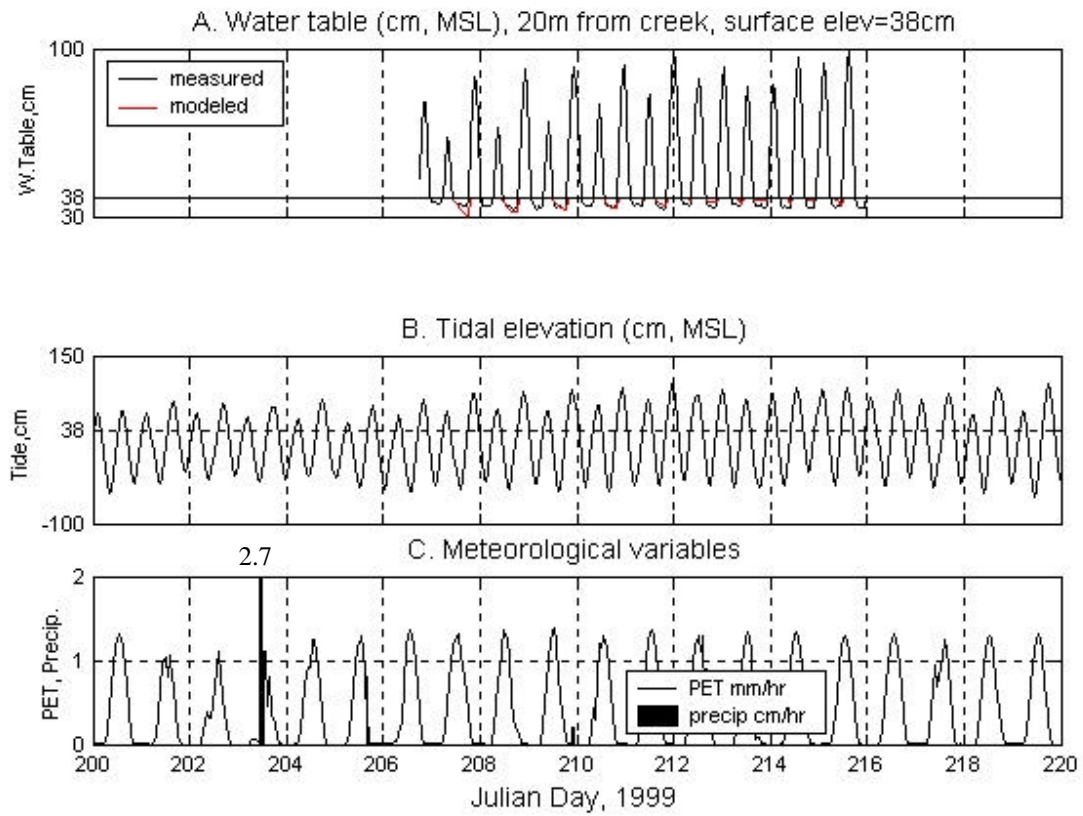 A. Water table (cm, MSL), 20m from creek, surface elev=38cm
100
38
30
W.Table,cm
measured
modeled
B. Tidal elevation (cm, MSL)
150
38
-100
Tide,cm
C. Meteorological variables
2.7
2
1
0
PET, Precip.
PET mm/hr
precip cm/hr
200 202 204 206 208 210 212 214 216 218 220
Julian Day, 1999